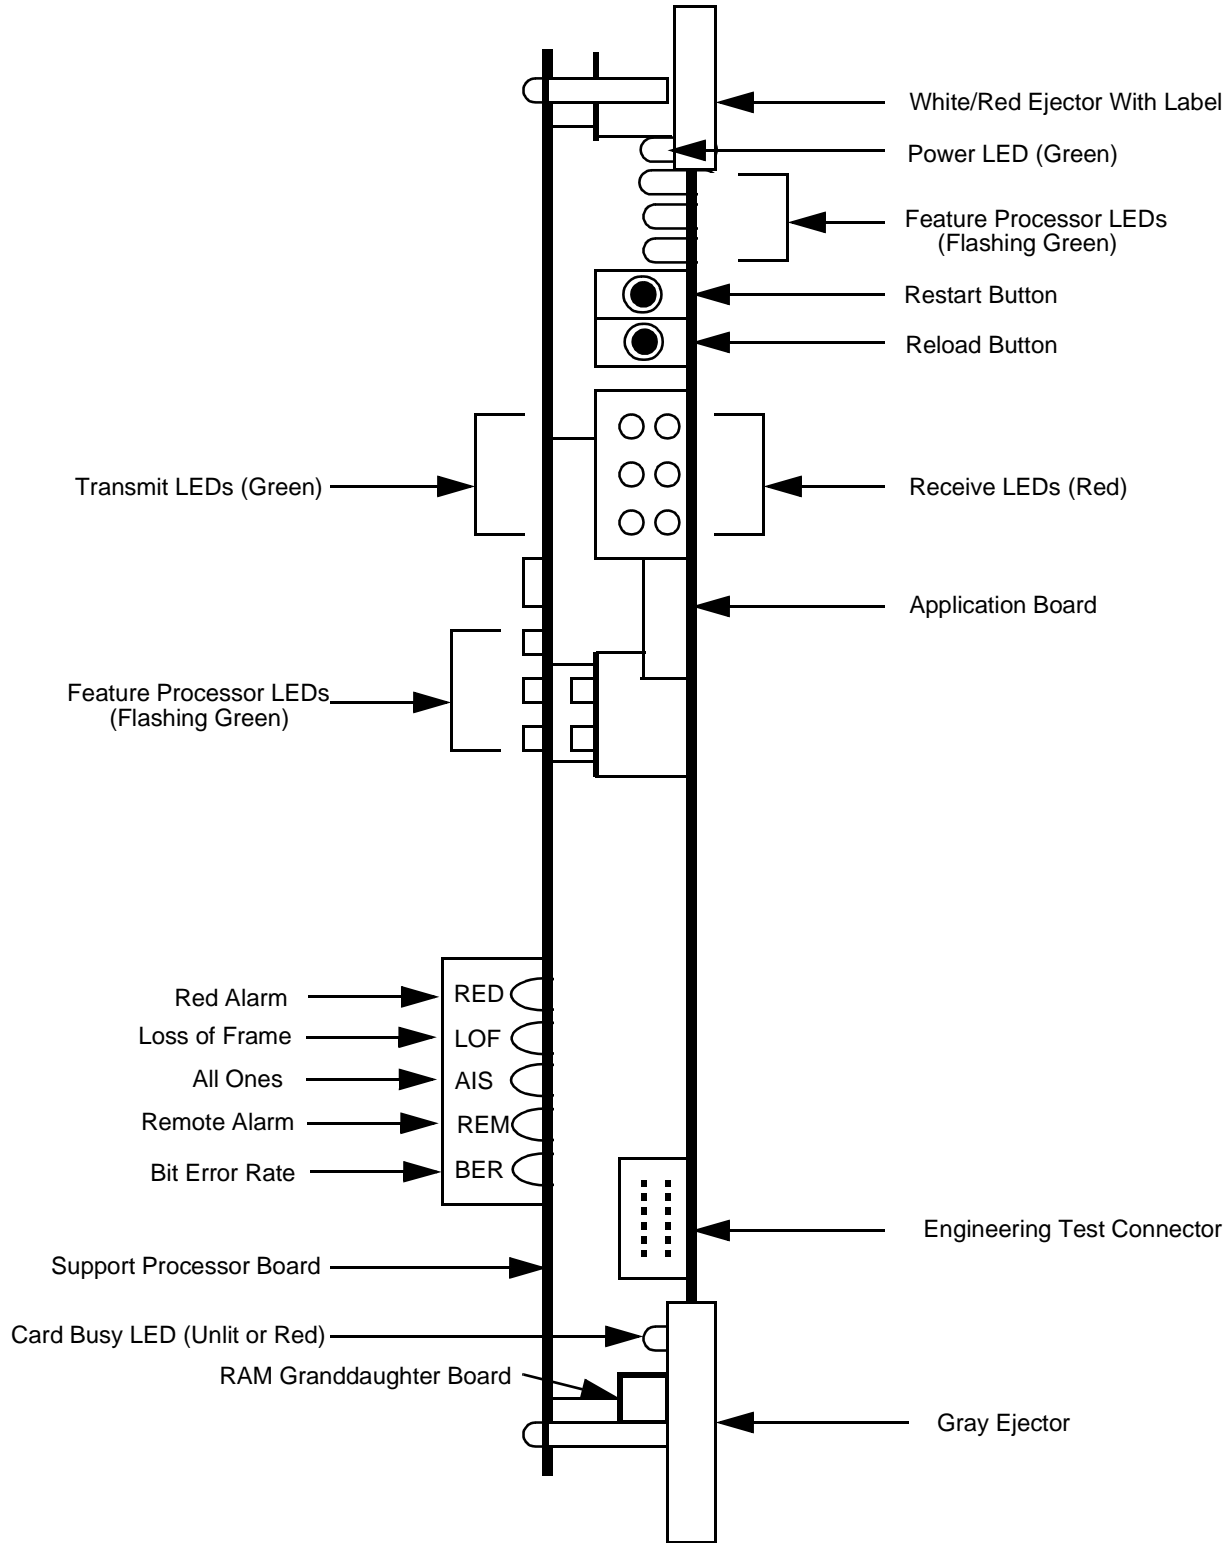 White/Red Ejector With Label
Power LED (Green)
Feature Processor LEDs
(Flashing Green)
Restart Button
Reload Button
Transmit LEDs (Green)
Receive LEDs (Red)
Application Board
Feature Processor LEDs
(Flashing Green)
Red Alarm
RED
Loss of Frame
LOF
All Ones
AIS
Remote Alarm
REM
Bit Error Rate
BER
Engineering Test Connector
Support Processor Board
Card Busy LED (Unlit or Red)
RAM Granddaughter Board
Gray Ejector